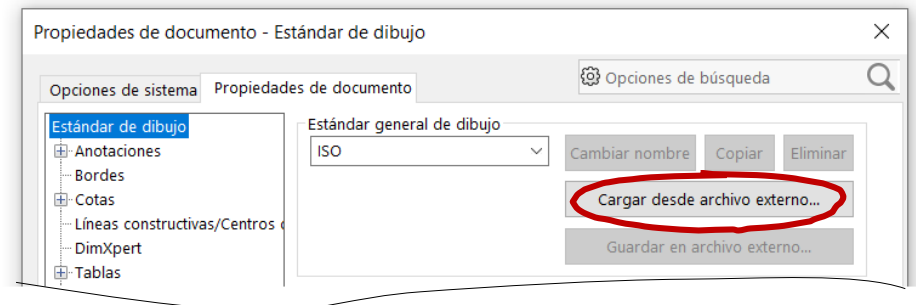 Propiedades de documento - Estándar de dibujo
Opciones de sistema
Propiedades de documento
Opciones de búsqueda
Estándar de dibujo
Anotaciones
Bordes
Cotas
Líneas constructivas/Centros
DimXpert
Tablas
Estándar general de dibujo
ISO
Cambiar nombre
Copiar
Eliminar
Cargar desde archivo externo...
Guardar en archivo externo...